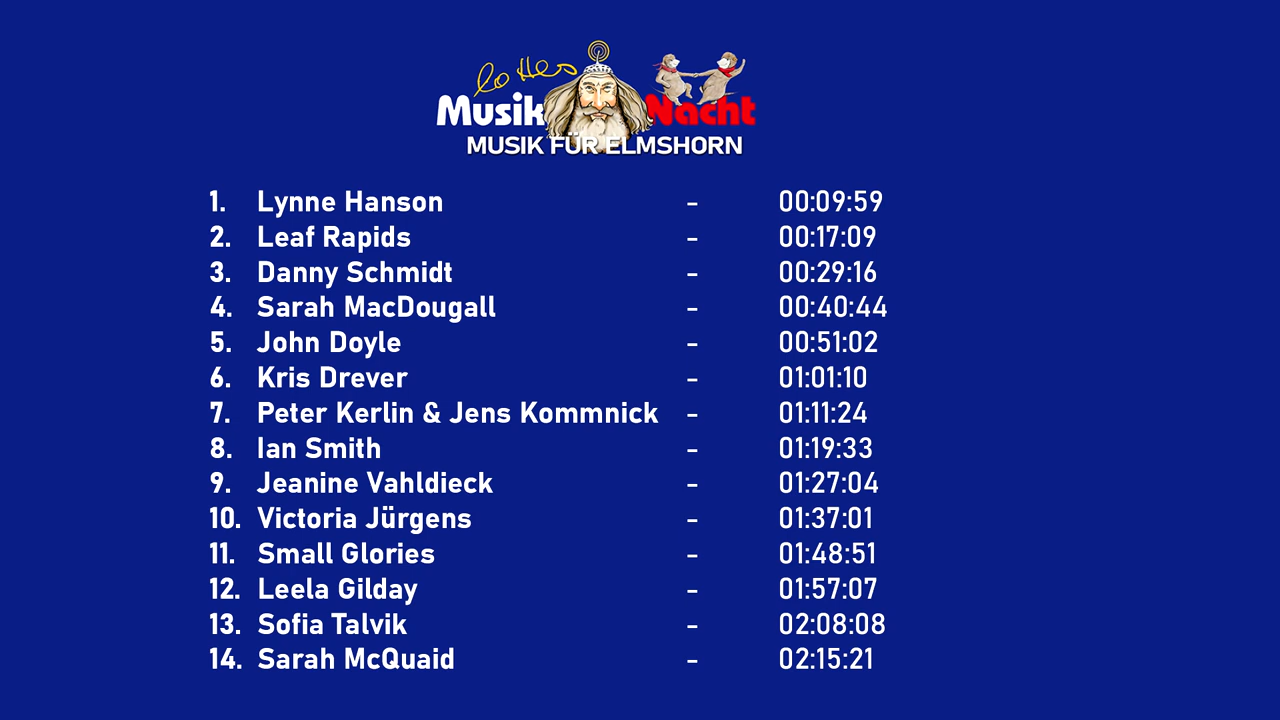 lottes
Musik Nacht
MUSIK FÜR ELMSHORN
1. Lynne Hanson - 00:09:59
2. Leaf Rapids - 00:17:09
3. Danny Schmidt - 00:29:16
4. Sarah MacDougall - 00:40:44
5. John Doyle - 00:51:02
6. Kris Drever - 01:01:10
7. Peter Kerlin & Jens Kommnick - 01:11:24
8. Ian Smith - 01:19:33
9. Jeanine Vahldieck - 01:27:04
10. Victoria Jürgens - 01:37:01
11. Small Glories - 01:48:51
12. Leela Gilday - 01:57:07
13. Sofia Talvik - 02:08:08
14. Sarah McQuaid - 02:15:21